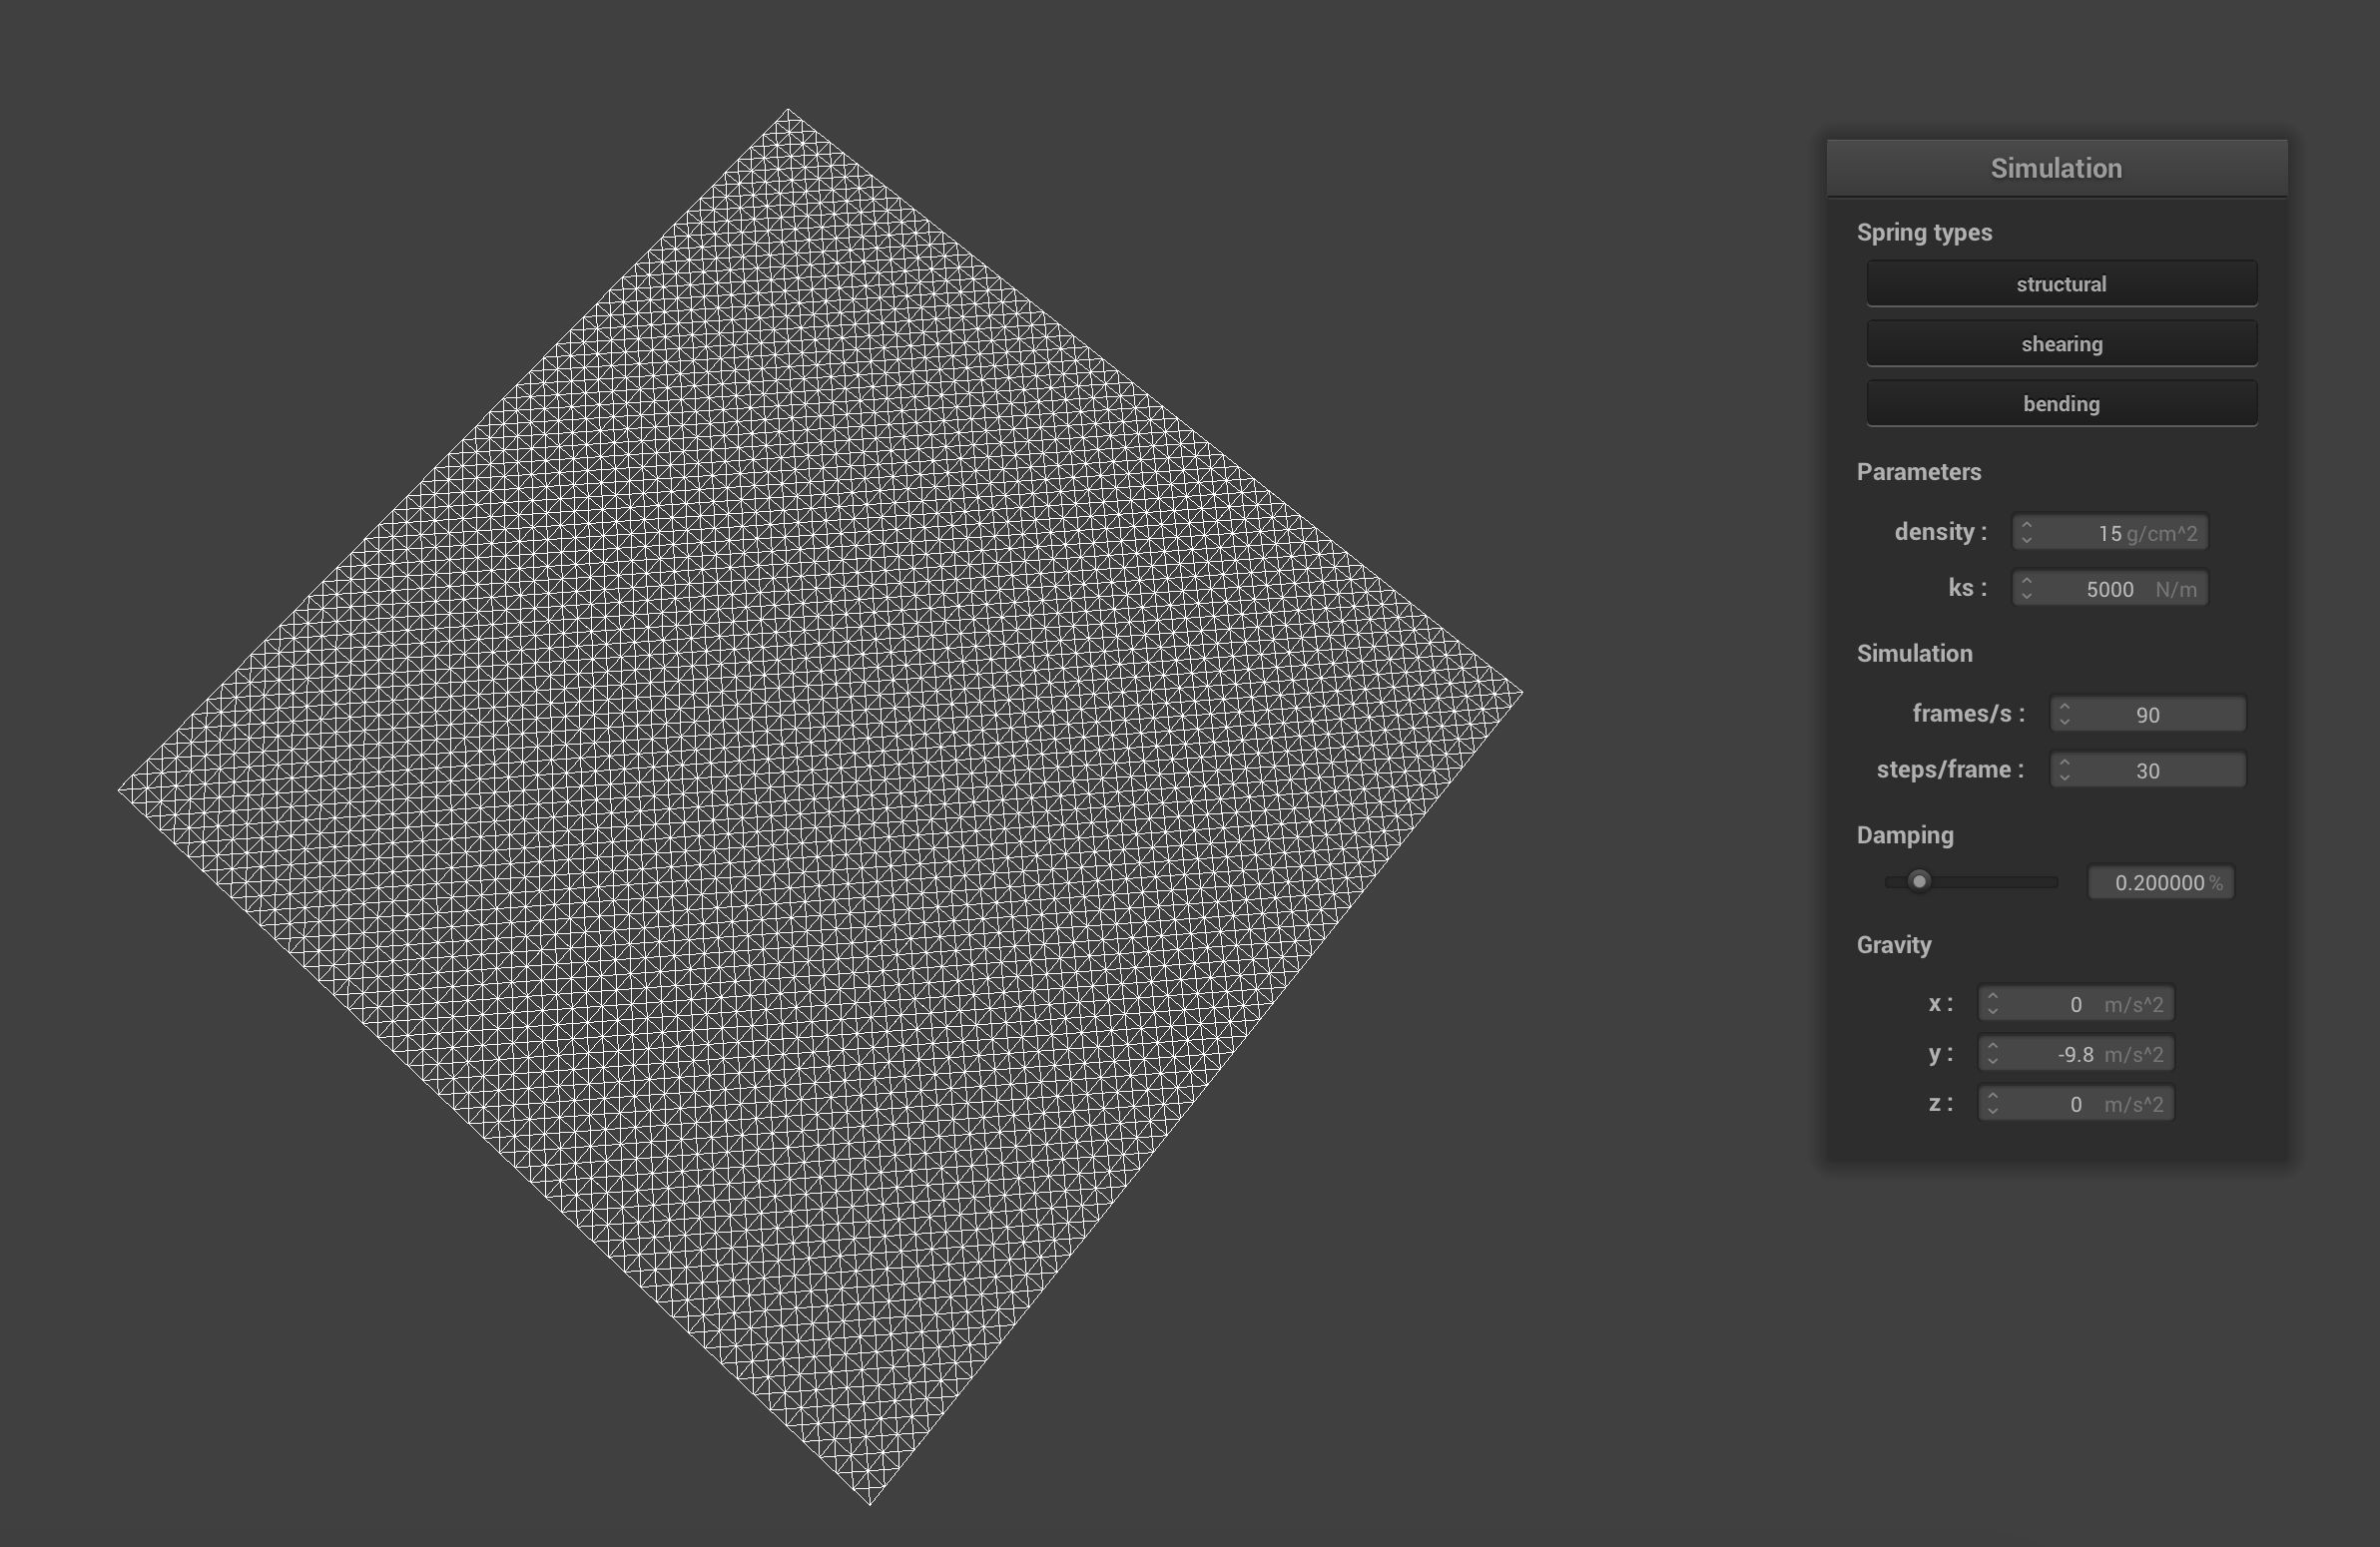 Simulation
Spring types
structural
shearing
bending
Parameters
density : 15 g/cm^2
ks : 5000 N/m
Simulation
frames/s : 90
steps/frame : 30
Damping
0.200000 %
Gravity
x : 0 m/s^2
y : -9.8 m/s^2
z : 0 m/s^2